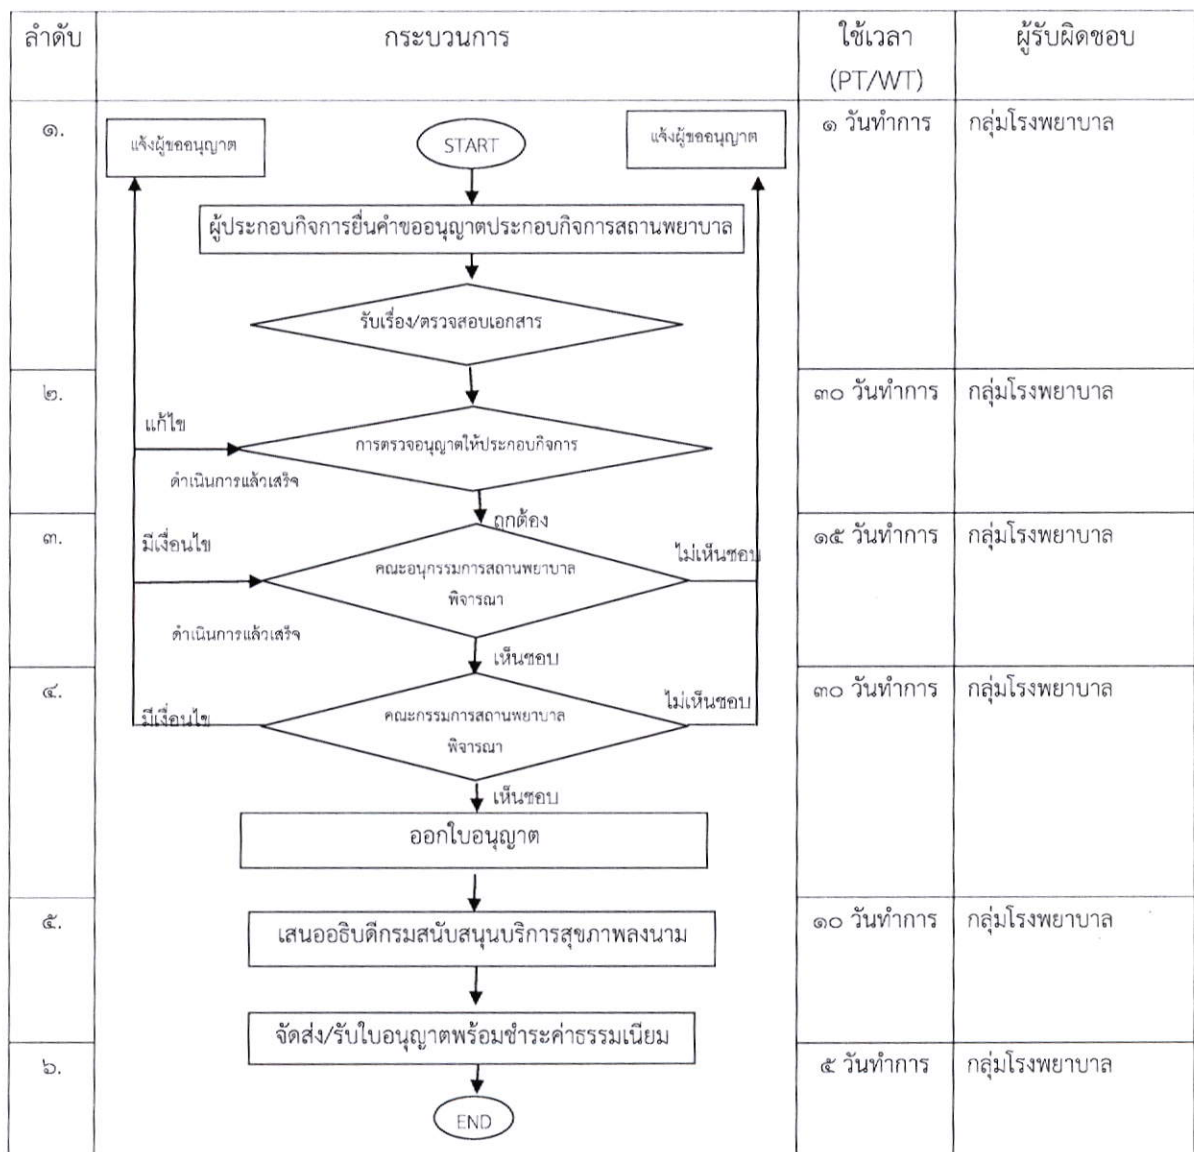 ลำดับ
กระบวนการ
ใช้เวลา
(PT/WT)
ผู้รับผิดชอบ
๑.
แจ้งผู้ขออนุญาต
START
แจ้งผู้ขออนุญาต
๑ วันทำการ
กลุ่มโรงพยาบาล
ผู้ประกอบกิจการยื่นคำขออนุญาตประกอบกิจการสถานพยาบาล
รับเรื่อง/ตรวจสอบเอกสาร
๒.
๓๐ วันทำการ
กลุ่มโรงพยาบาล
แก้ไข
การตรวจอนุญาตให้ประกอบกิจการ
ดำเนินการแล้วเสร็จ
ถูกต้อง
๓.
๑๕ วันทำการ
กลุ่มโรงพยาบาล
มีเงื่อนไข
ไม่เห็นชอบ
คณะอนุกรรมการสถานพยาบาล
พิจารณา
ดำเนินการแล้วเสร็จ
เห็นชอบ
๔.
๓๐ วันทำการ
กลุ่มโรงพยาบาล
มีเงื่อนไข
ไม่เห็นชอบ
คณะกรรมการสถานพยาบาล
พิจารณา
เห็นชอบ
ออกใบอนุญาต
๕.
๑๐ วันทำการ
กลุ่มโรงพยาบาล
เสนออธิบดีกรมสนับสนุนบริการสุขภาพลงนาม
จัดส่ง/รับใบอนุญาตพร้อมชำระค่าธรรมเนียม
๖.
๕ วันทำการ
กลุ่มโรงพยาบาล
END